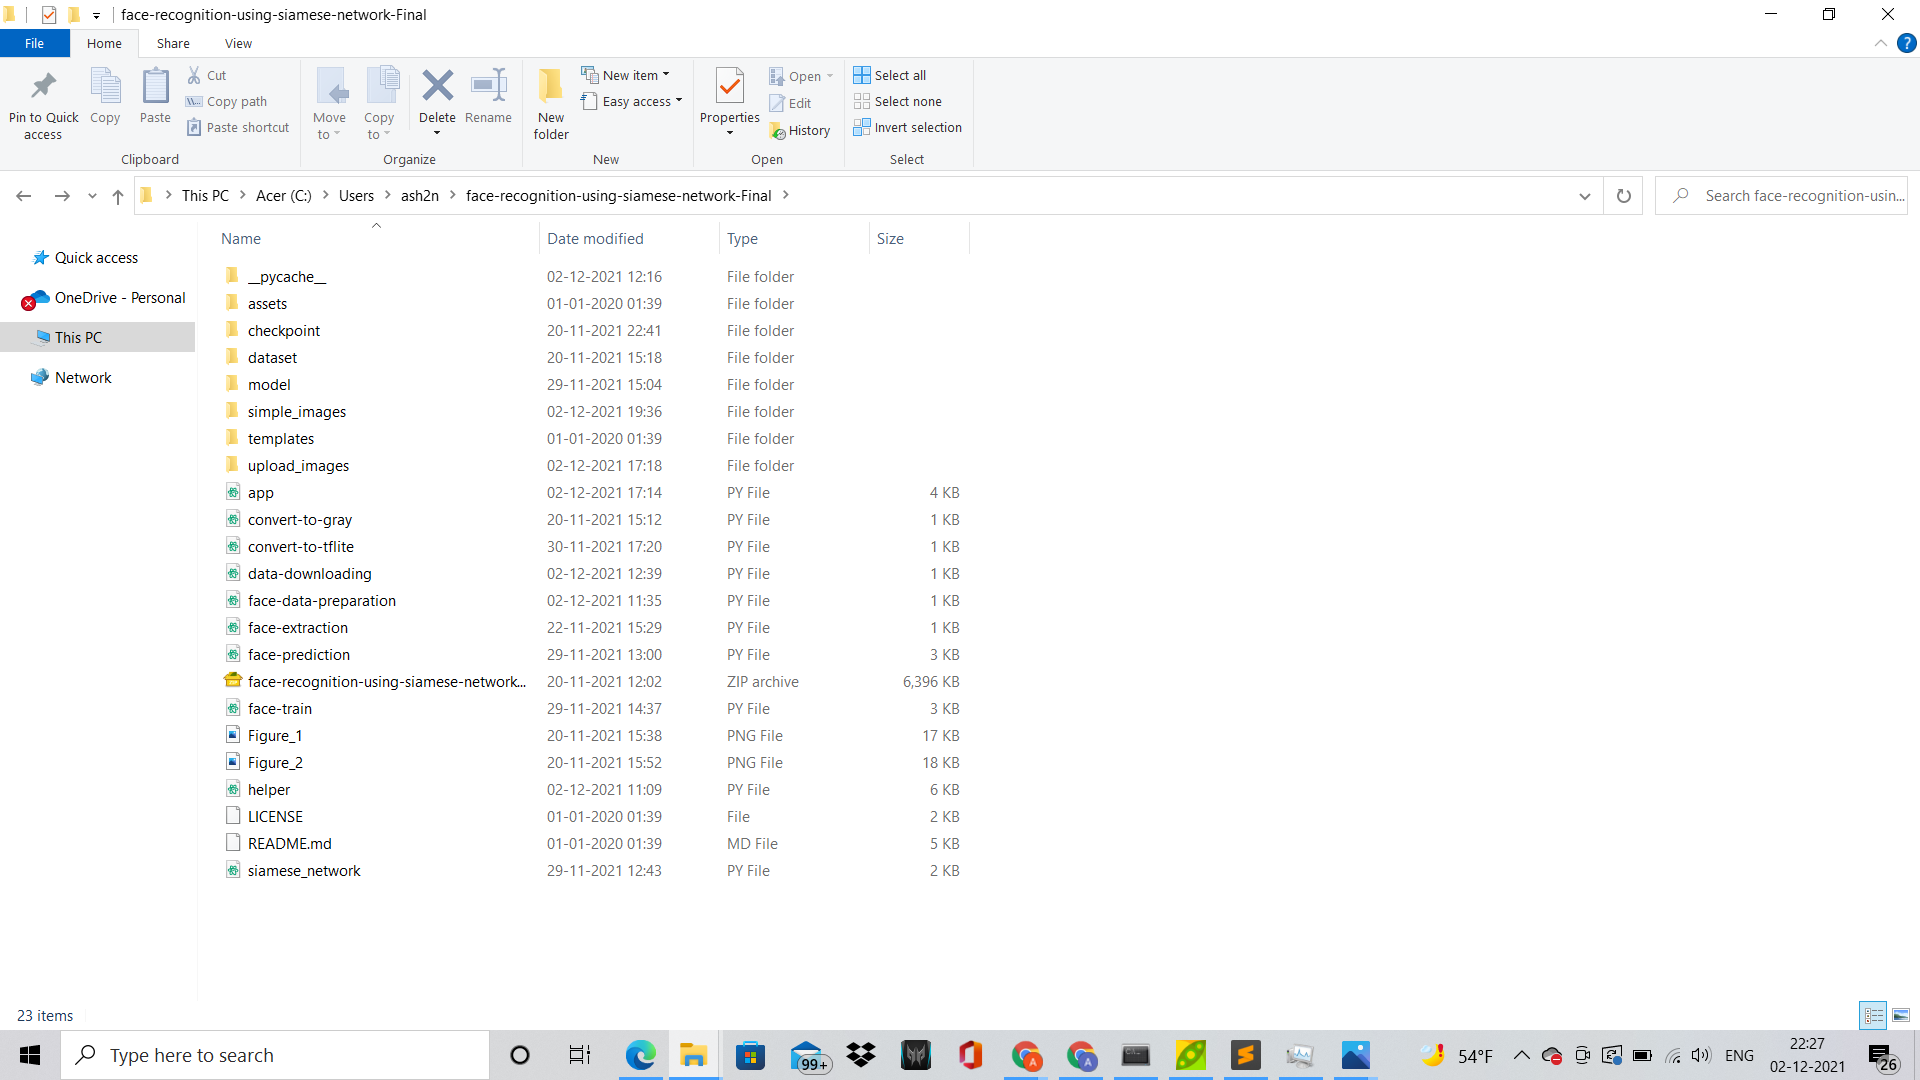 face-recognition-using-siamese-network-Final
File Home Share View
Pin to Quick access
Copy
Paste
Cut
Copy path
Paste shortcut
Clipboard
Move to
Copy to
Delete
Rename
Organize
New folder
New item
Easy access
New
Properties
Open
Edit
History
Open
Select all
Select none
Invert selection
Select
This PC > Acer (C:) > Users > ash2n > face-recognition-using-siamese-network-Final >
Search face-recognition-usin...
Quick access
OneDrive - Personal
This PC
Network
Name Date modified Type Size
__pycache__ 02-12-2021 12:16 File folder
assets 01-01-2020 01:39 File folder
checkpoint 20-11-2021 22:41 File folder
dataset 20-11-2021 15:18 File folder
model 29-11-2021 15:04 File folder
simple_images 02-12-2021 19:36 File folder
templates 01-01-2020 01:39 File folder
upload_images 02-12-2021 17:18 File folder
app 02-12-2021 17:14 PY File 4 KB
convert-to-gray 20-11-2021 15:12 PY File 1 KB
convert-to-tflite 30-11-2021 17:20 PY File 1 KB
data-downloading 02-12-2021 12:39 PY File 1 KB
face-data-preparation 02-12-2021 11:35 PY File 1 KB
face-extraction 22-11-2021 15:29 PY File 1 KB
face-prediction 29-11-2021 13:00 PY File 3 KB
face-recognition-using-siamese-network... 20-11-2021 12:02 ZIP archive 6,396 KB
face-train 29-11-2021 14:37 PY File 3 KB
Figure_1 20-11-2021 15:38 PNG File 17 KB
Figure_2 20-11-2021 15:52 PNG File 18 KB
helper 02-12-2021 11:09 PY File 6 KB
LICENSE 01-01-2020 01:39 File 2 KB
README.md 01-01-2020 01:39 MD File 5 KB
siamese_network 29-11-2021 12:43 PY File 2 KB
23 items
Type here to search
99+
A
A
54°F
ENG
22:27
02-12-2021
26